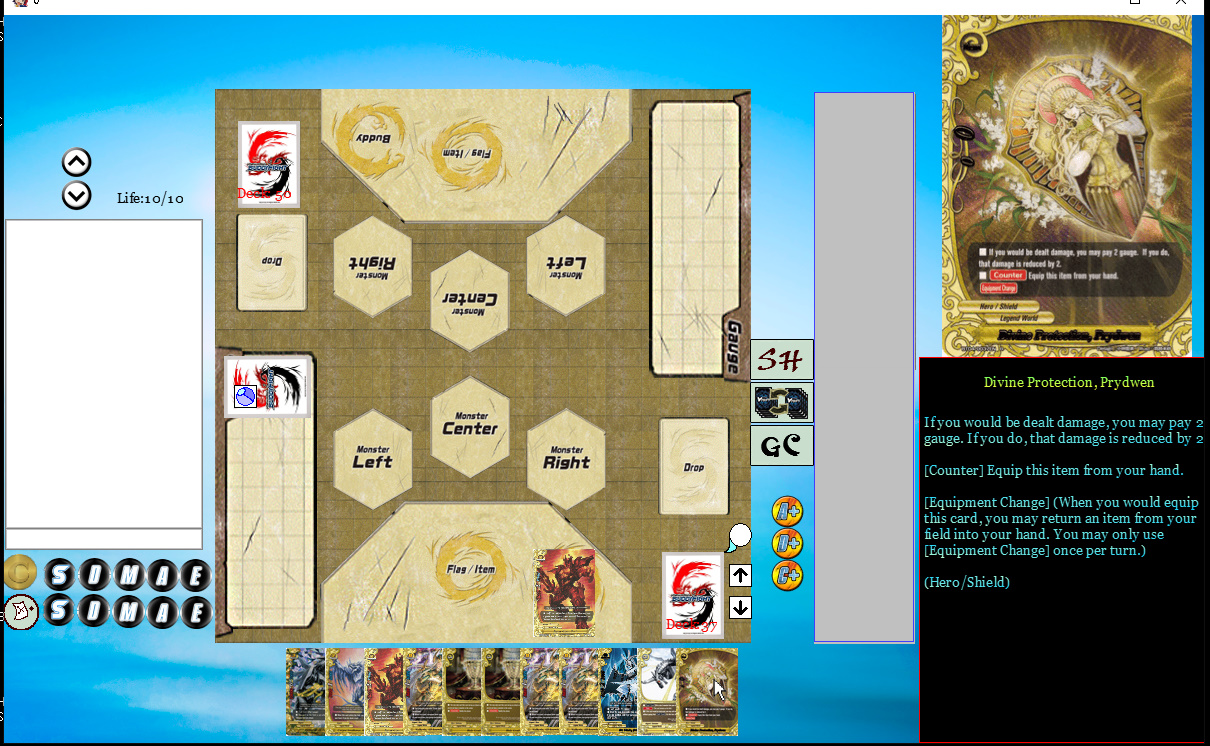 Life:10/10
Buddy
Flag / Item
BUDDYFIGHT
Deck 50
Drop
Monster
Right
Monster
Center
Monster
Left
Gauge
Monster
Left
Monster
Center
Monster
Right
Drop
Flag / Item
BUDDYFIGHT
Deck 37
SH
GC
A+
D+
C+
C S D M A E
S D M A E
If you would be dealt damage, you may pay 2 gauge. If you do,
that damage is reduced by 2.
Counter Equip this item from your hand.
Equipment Change
Hero / Shield
Legend World
Divine Protection, Prydwen
Divine Protection, Prydwen
If you would be dealt damage, you may pay 2
gauge. If you do, that damage is reduced by 2
[Counter] Equip this item from your hand.
[Equipment Change] (When you would equip
this card, you may return an item from your
field into your hand. You may only use
[Equipment Change] once per turn.)
(Hero/Shield)